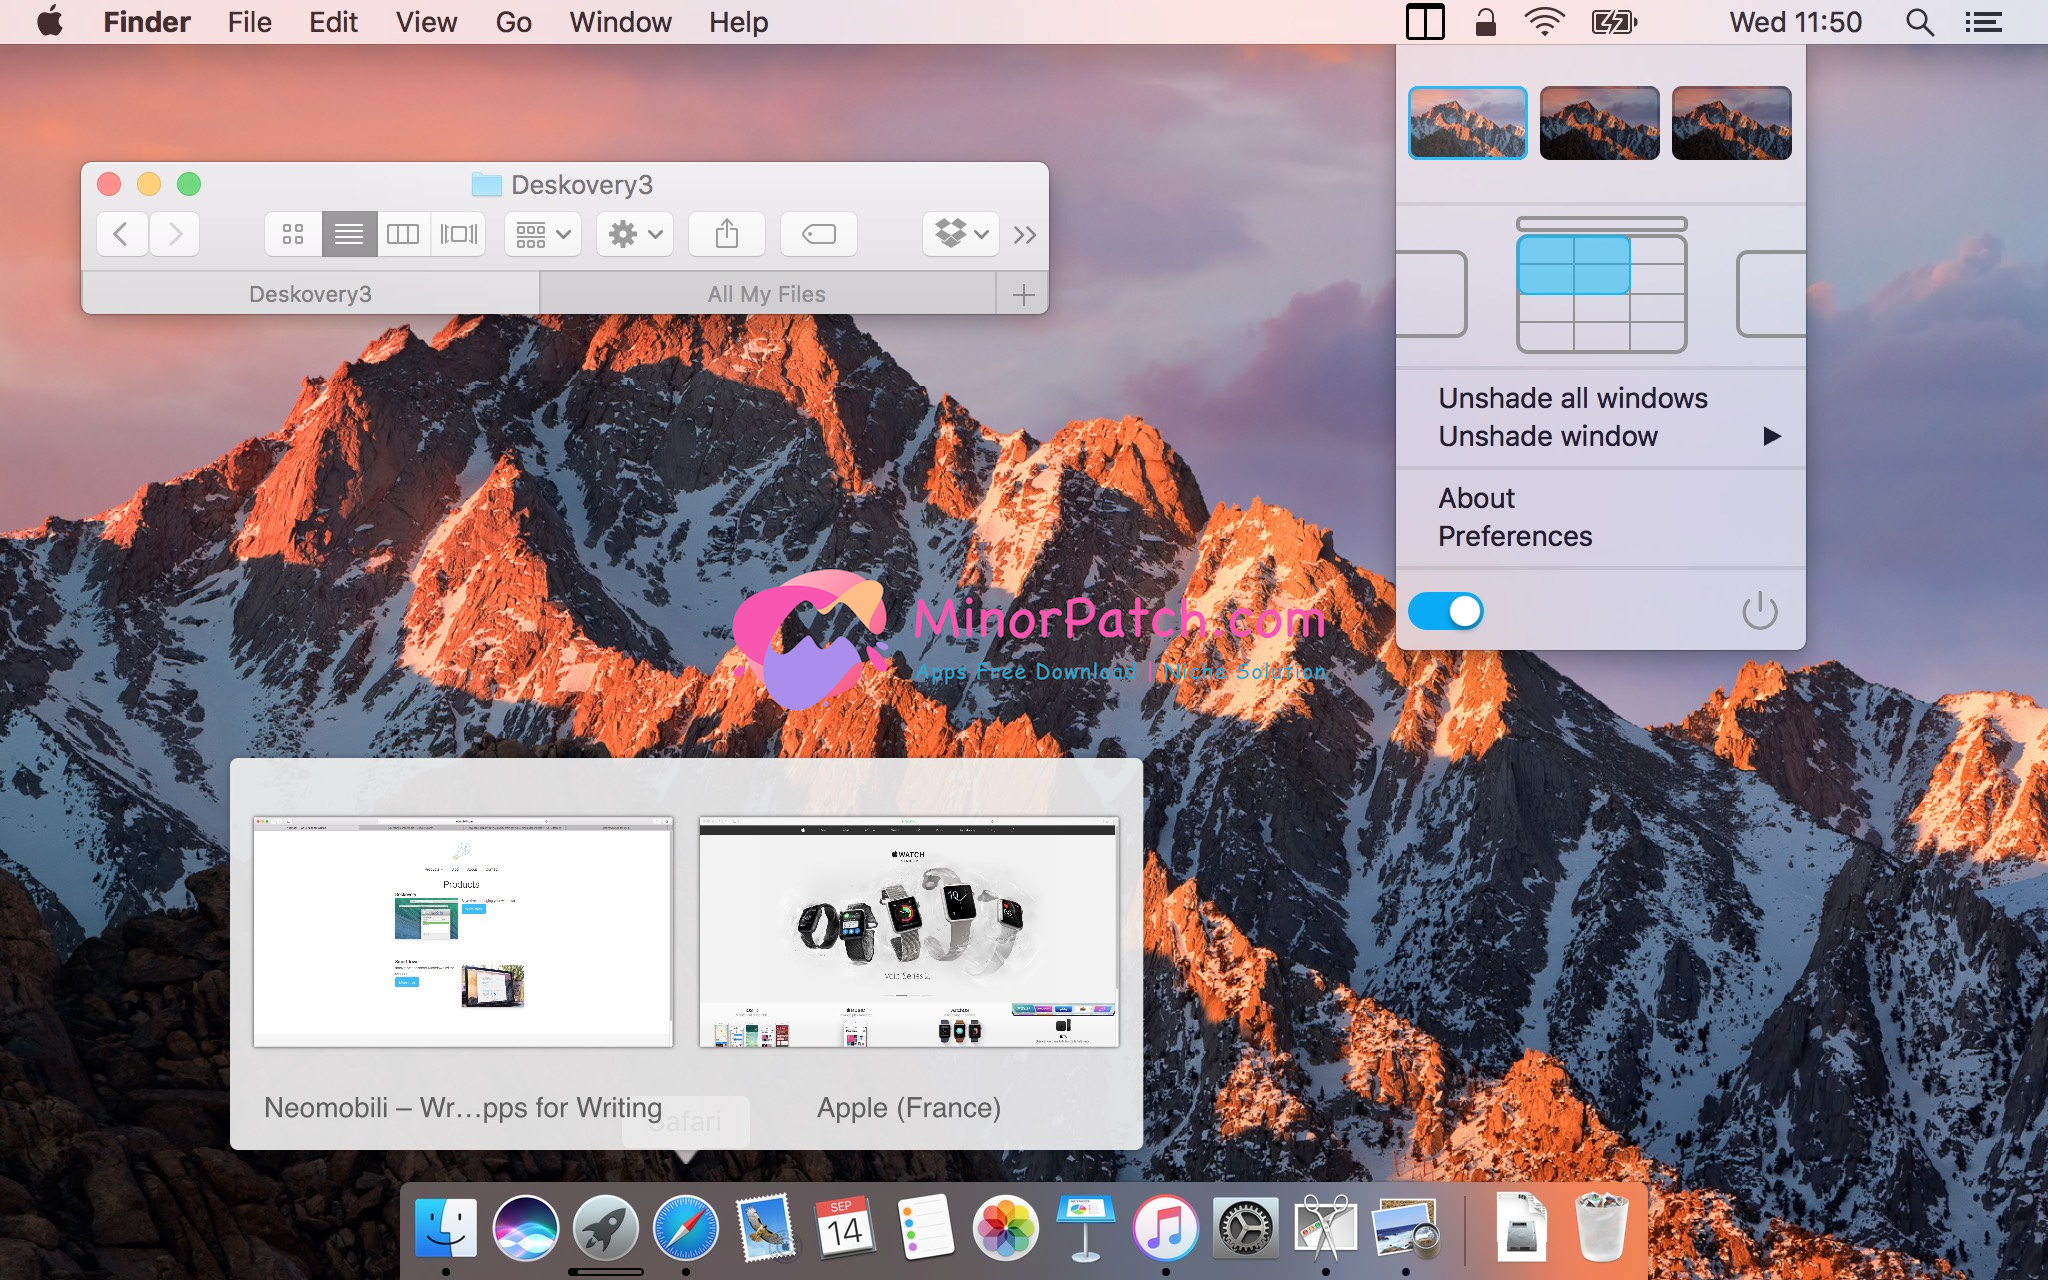 Finder File Edit View Go Window Help
Wed 11:50
Deskovery3
Deskovery3
All My Files
Unshade all windows
Unshade window
About
Preferences
MinorPatch.com
Apps Free Download | Niche Solution
WATCH
Products
Neomobili – Wr...pps for Writing
Apple (France)
Safari
SEP
14